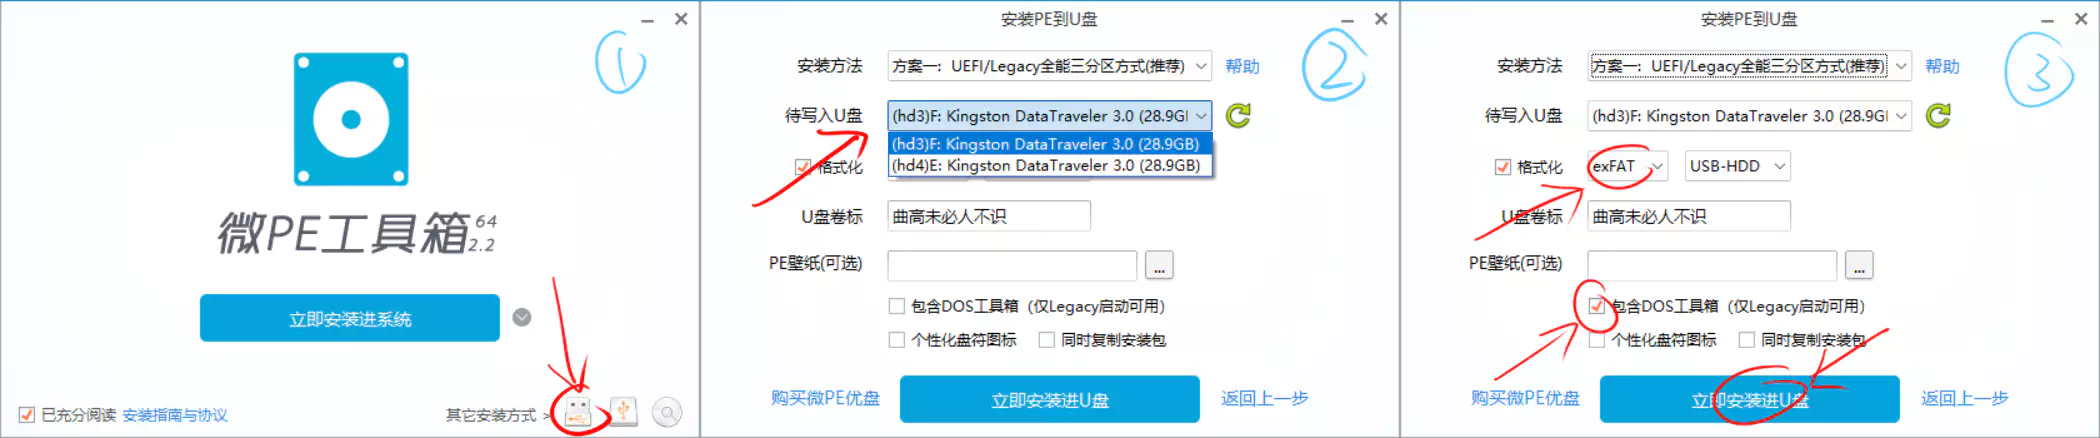 ①
微PE工具箱 64 2.2
立即安装进系统
已充分阅读 安装指南与协议
其它安装方式 >
安装PE到U盘
②
安装方法 方案一: UEFI/Legacy全能三分区方式(推荐) 帮助
待写入U盘 (hd3)F: Kingston DataTraveler 3.0 (28.9GI
(hd3)F: Kingston DataTraveler 3.0 (28.9GB)
(hd4)E: Kingston DataTraveler 3.0 (28.9GB)
格式化
U盘卷标 曲高未必人不识
PE壁纸(可选) ...
包含DOS工具箱（仅Legacy启动可用）
个性化盘符图标 同时复制安装包
购买微PE优盘 立即安装进U盘 返回上一步
安装PE到U盘
③
安装方法 方案一: UEFI/Legacy全能三分区方式(推荐) 帮助
待写入U盘 (hd3)F: Kingston DataTraveler 3.0 (28.9GI
格式化 exFAT USB-HDD
U盘卷标 曲高未必人不识
PE壁纸(可选) ...
包含DOS工具箱（仅Legacy启动可用）
个性化盘符图标 同时复制安装包
购买微PE优盘 立即安装进U盘 返回上一步